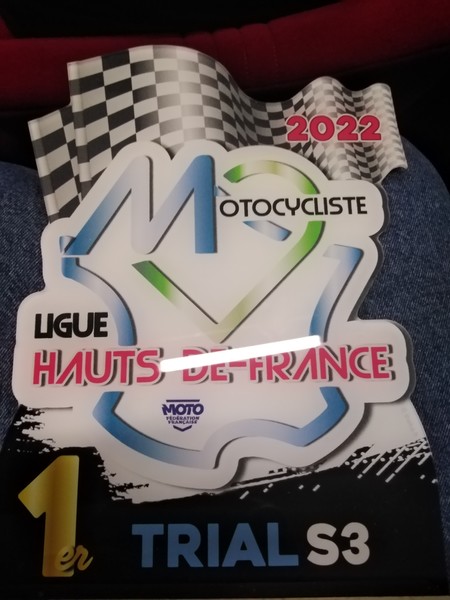 2022
MOTOCYCLISTE
LIGUE
HAUTS-DE-FRANCE
MOTO
FÉDÉRATION
FRANÇAISE
1er
TRIAL S3